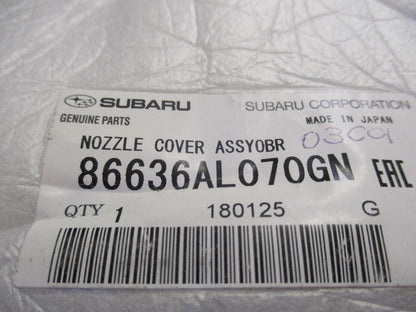 SUBARU SUBARU CORPORATION
GENUINE PARTS MADE IN JAPAN
NOZZLE COVER ASSYOBR 03C9
86636AL070GN EAC
QTY 1 180125 G